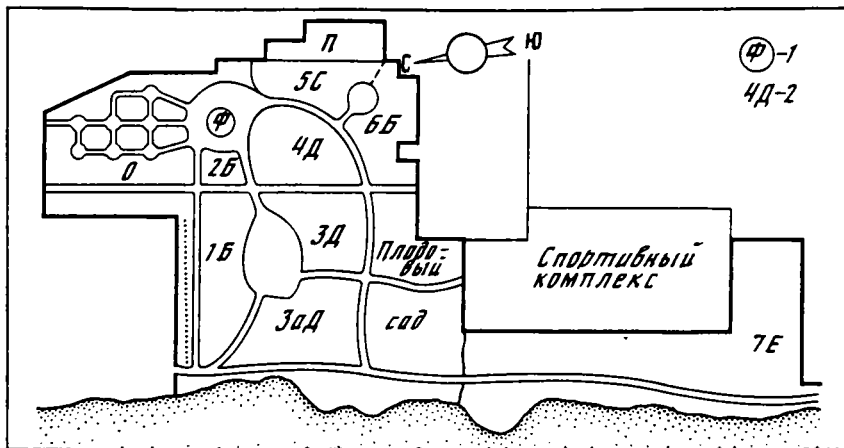 П
С
Ю
Ф -1
4Д-2
5С
6Б
Ф
4Д
О
2Б
1Б
3Д
Плодо-
вый
Спортивный
комплекс
3аД
сад
7Е